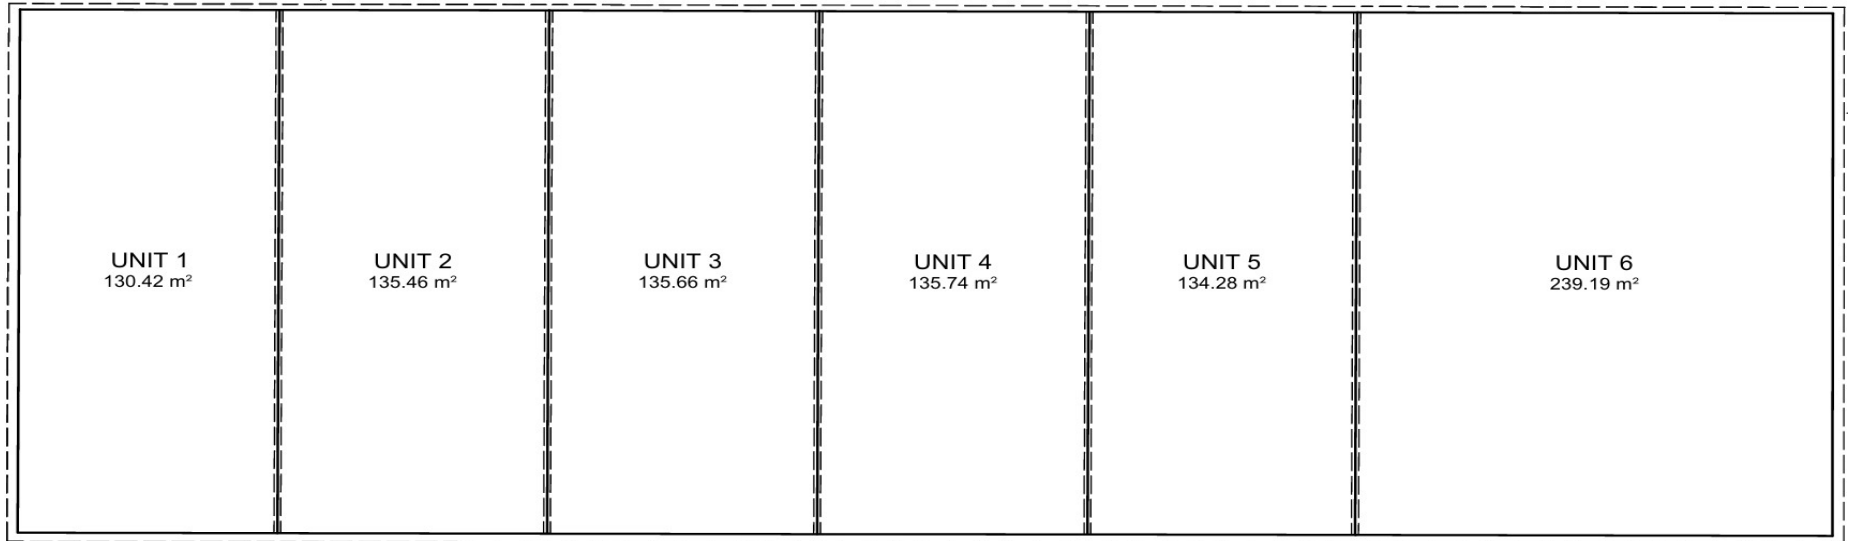 UNIT 1
130.42 m²
UNIT 2
135.46 m²
UNIT 3
135.66 m²
UNIT 4
135.74 m²
UNIT 5
134.28 m²
UNIT 6
239.19 m²